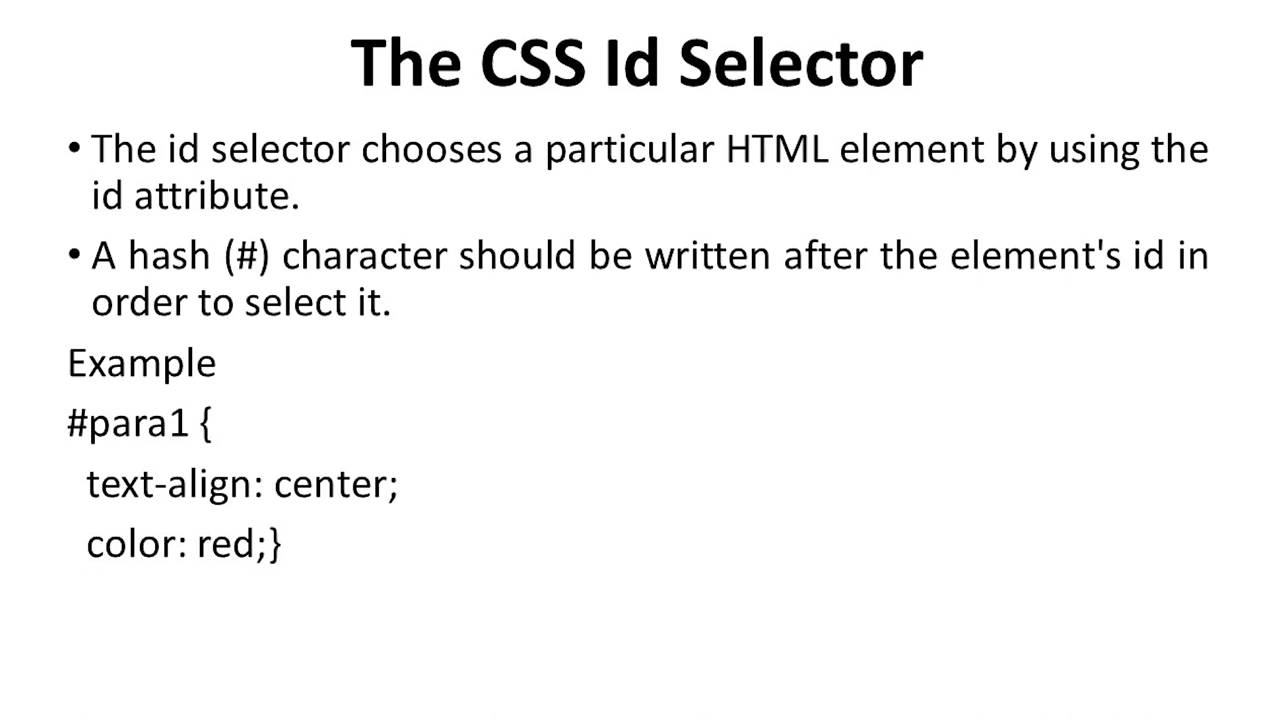 The CSS Id Selector
• The id selector chooses a particular HTML element by using the
id attribute.
• A hash (#) character should be written after the element's id in
order to select it.
Example
#para1 {
text-align: center;
color: red;}